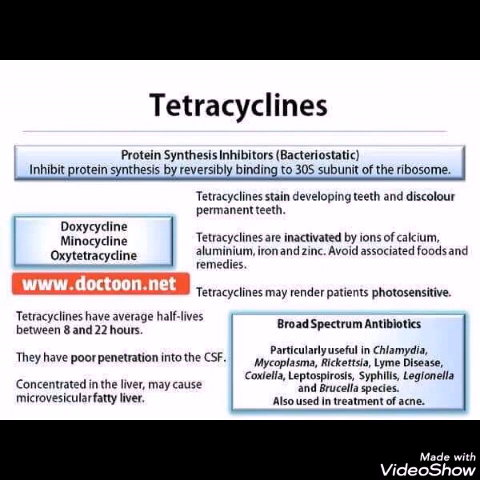 Tetracyclines
Protein Synthesis Inhibitors (Bacteriostatic)
Inhibit protein synthesis by reversibly binding to 30S subunit of the ribosome.
Doxycycline
Minocycline
Oxytetracycline
www.doctoon.net
Tetracyclines stain developing teeth and discolour
permanent teeth.
Tetracyclines are inactivated by ions of calcium,
aluminium, iron and zinc. Avoid associated foods and
remedies.
Tetracyclines may render patients photosensitive.
Tetracyclines have average half-lives
between 8 and 22 hours.
They have poor penetration into the CSF.
Concentrated in the liver, may cause
microvesicular fatty liver.
Broad Spectrum Antibiotics
Particularly useful in Chlamydia,
Mycoplasma, Rickettsia, Lyme Disease,
Coxiella, Leptospirosis, Syphilis, Legionella
and Brucella species.
Also used in treatment of acne.
Made with
VideoShow